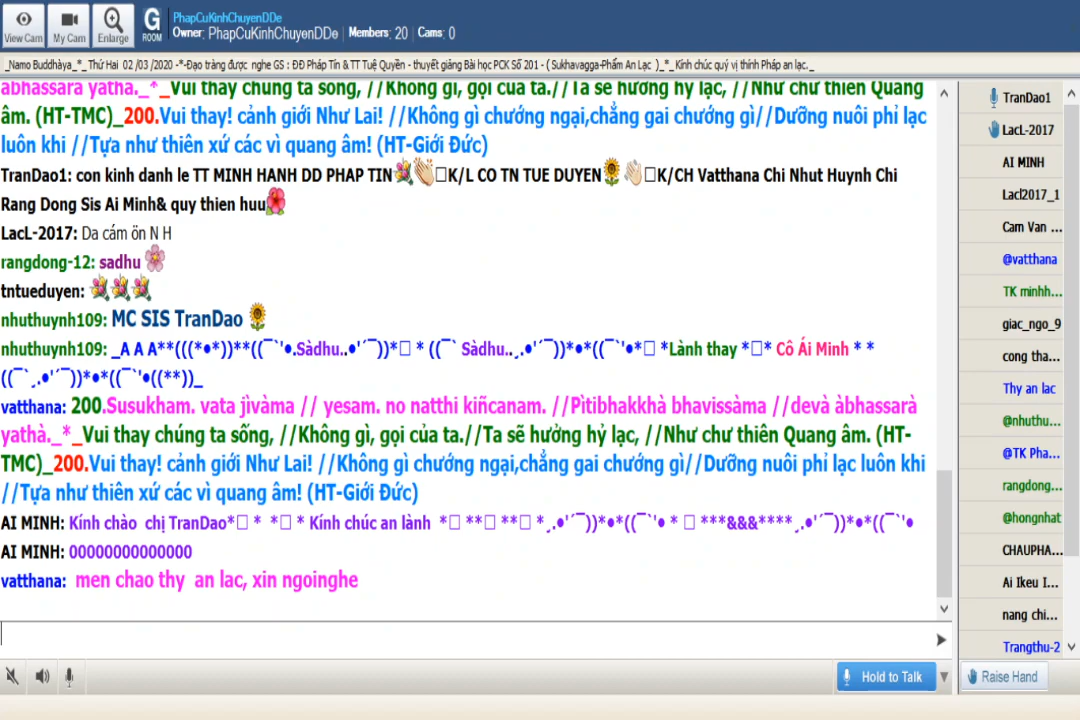 PhapCuKinhChuyenDDe
Owner: PhapCuKinhChuyenDDe Members: 20 Cams: 0
View Cam My Cam Enlarge G ROOM
_Namo Buddhàya_*_ Thứ Hai 02 /03 /2020 -*-Đạo tràng được nghe GS : ĐĐ Pháp Tín & TT Tuệ Quyền - thuyết giảng Bài học PCK Số 201 - ( Sukhavagga-Phẩm An Lạc )_*_Kính chúc quý vị thính Pháp an lạc._
abhassarà yathà._*_Vui thay chúng ta sống, //Không gì, gọi của ta.//Ta sẽ hưởng hỷ lạc, //Như chư thiên Quang
âm. (HT-TMC)_200.Vui thay! cảnh giới Như Lai! //Không gì chướng ngại,chẳng gai chướng gì//Dưỡng nuôi phỉ lạc
luôn khi //Tựa như thiên xứ các vì quang âm! (HT-Giới Đức)
TranDao1: con kinh danh le TT MINH HANH DD PHAP TIN K/L CO TN TUE DUYEN K/CH Vatthana Chi Nhut Huynh Chi
Rang Dong Sis Ai Minh& quy thien huu
LacL-2017: Da cám ön N H
rangdong-12: sadhu
tntueduyen:
nhuthuynh109: MC SIS TranDao
nhuthuynh109: _A A A**(((*•*))**((¯`'•.Sàdhu..•'´¯))*□ * ((¯` Sàdhu..¸.•'´¯))*•*((¯`'•*□ *Lành thay *□* Cô Ái Minh * *
((¯`¸.•'´¯))*•*((¯`'•((**))_
vatthana: 200.Susukham. vata jìvàma // yesam. no natthi kiñcanam. //Pìtibhakkhà bhavissàma //devà àbhassarà
yathà._*_Vui thay chúng ta sống, //Không gì, gọi của ta.//Ta sẽ hưởng hỷ lạc, //Như chư thiên Quang âm. (HT-
TMC)_200.Vui thay! cảnh giới Như Lai! //Không gì chướng ngại,chẳng gai chướng gì//Dưỡng nuôi phỉ lạc luôn khi
//Tựa như thiên xứ các vì quang âm! (HT-Giới Đức)
AI MINH: Kính chào chị TranDao*□ * *□ * Kính chúc an lành *□ **□ **□ *¸.•'´¯))*•*((¯`'• * □ ***&&&****¸.•'´¯))*•*((¯`'•
AI MINH: 00000000000000
vatthana: men chao thy an lac, xin ngoinghe
Hold to Talk
TranDao1
LacL-2017
AI MINH
Lacl2017_1
Cam Van ...
@vatthana
TK minhh...
giac_ngo_9
cong tha...
Thy an lac
@nhuthu...
@TK Pha...
rangdong...
@hongnhat
CHAUPHA...
Ai Ikeu I...
nang chi...
Trangthu-2
Raise Hand